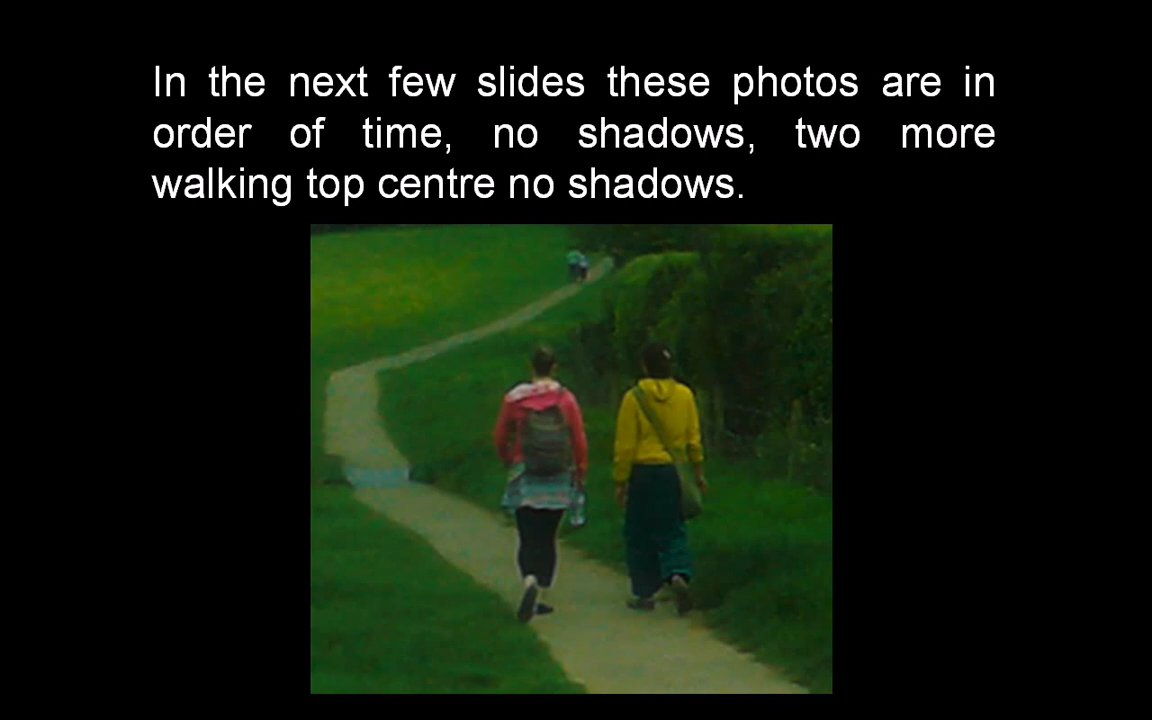 In the next few slides these photos are in
order of time, no shadows, two more
walking top centre no shadows.